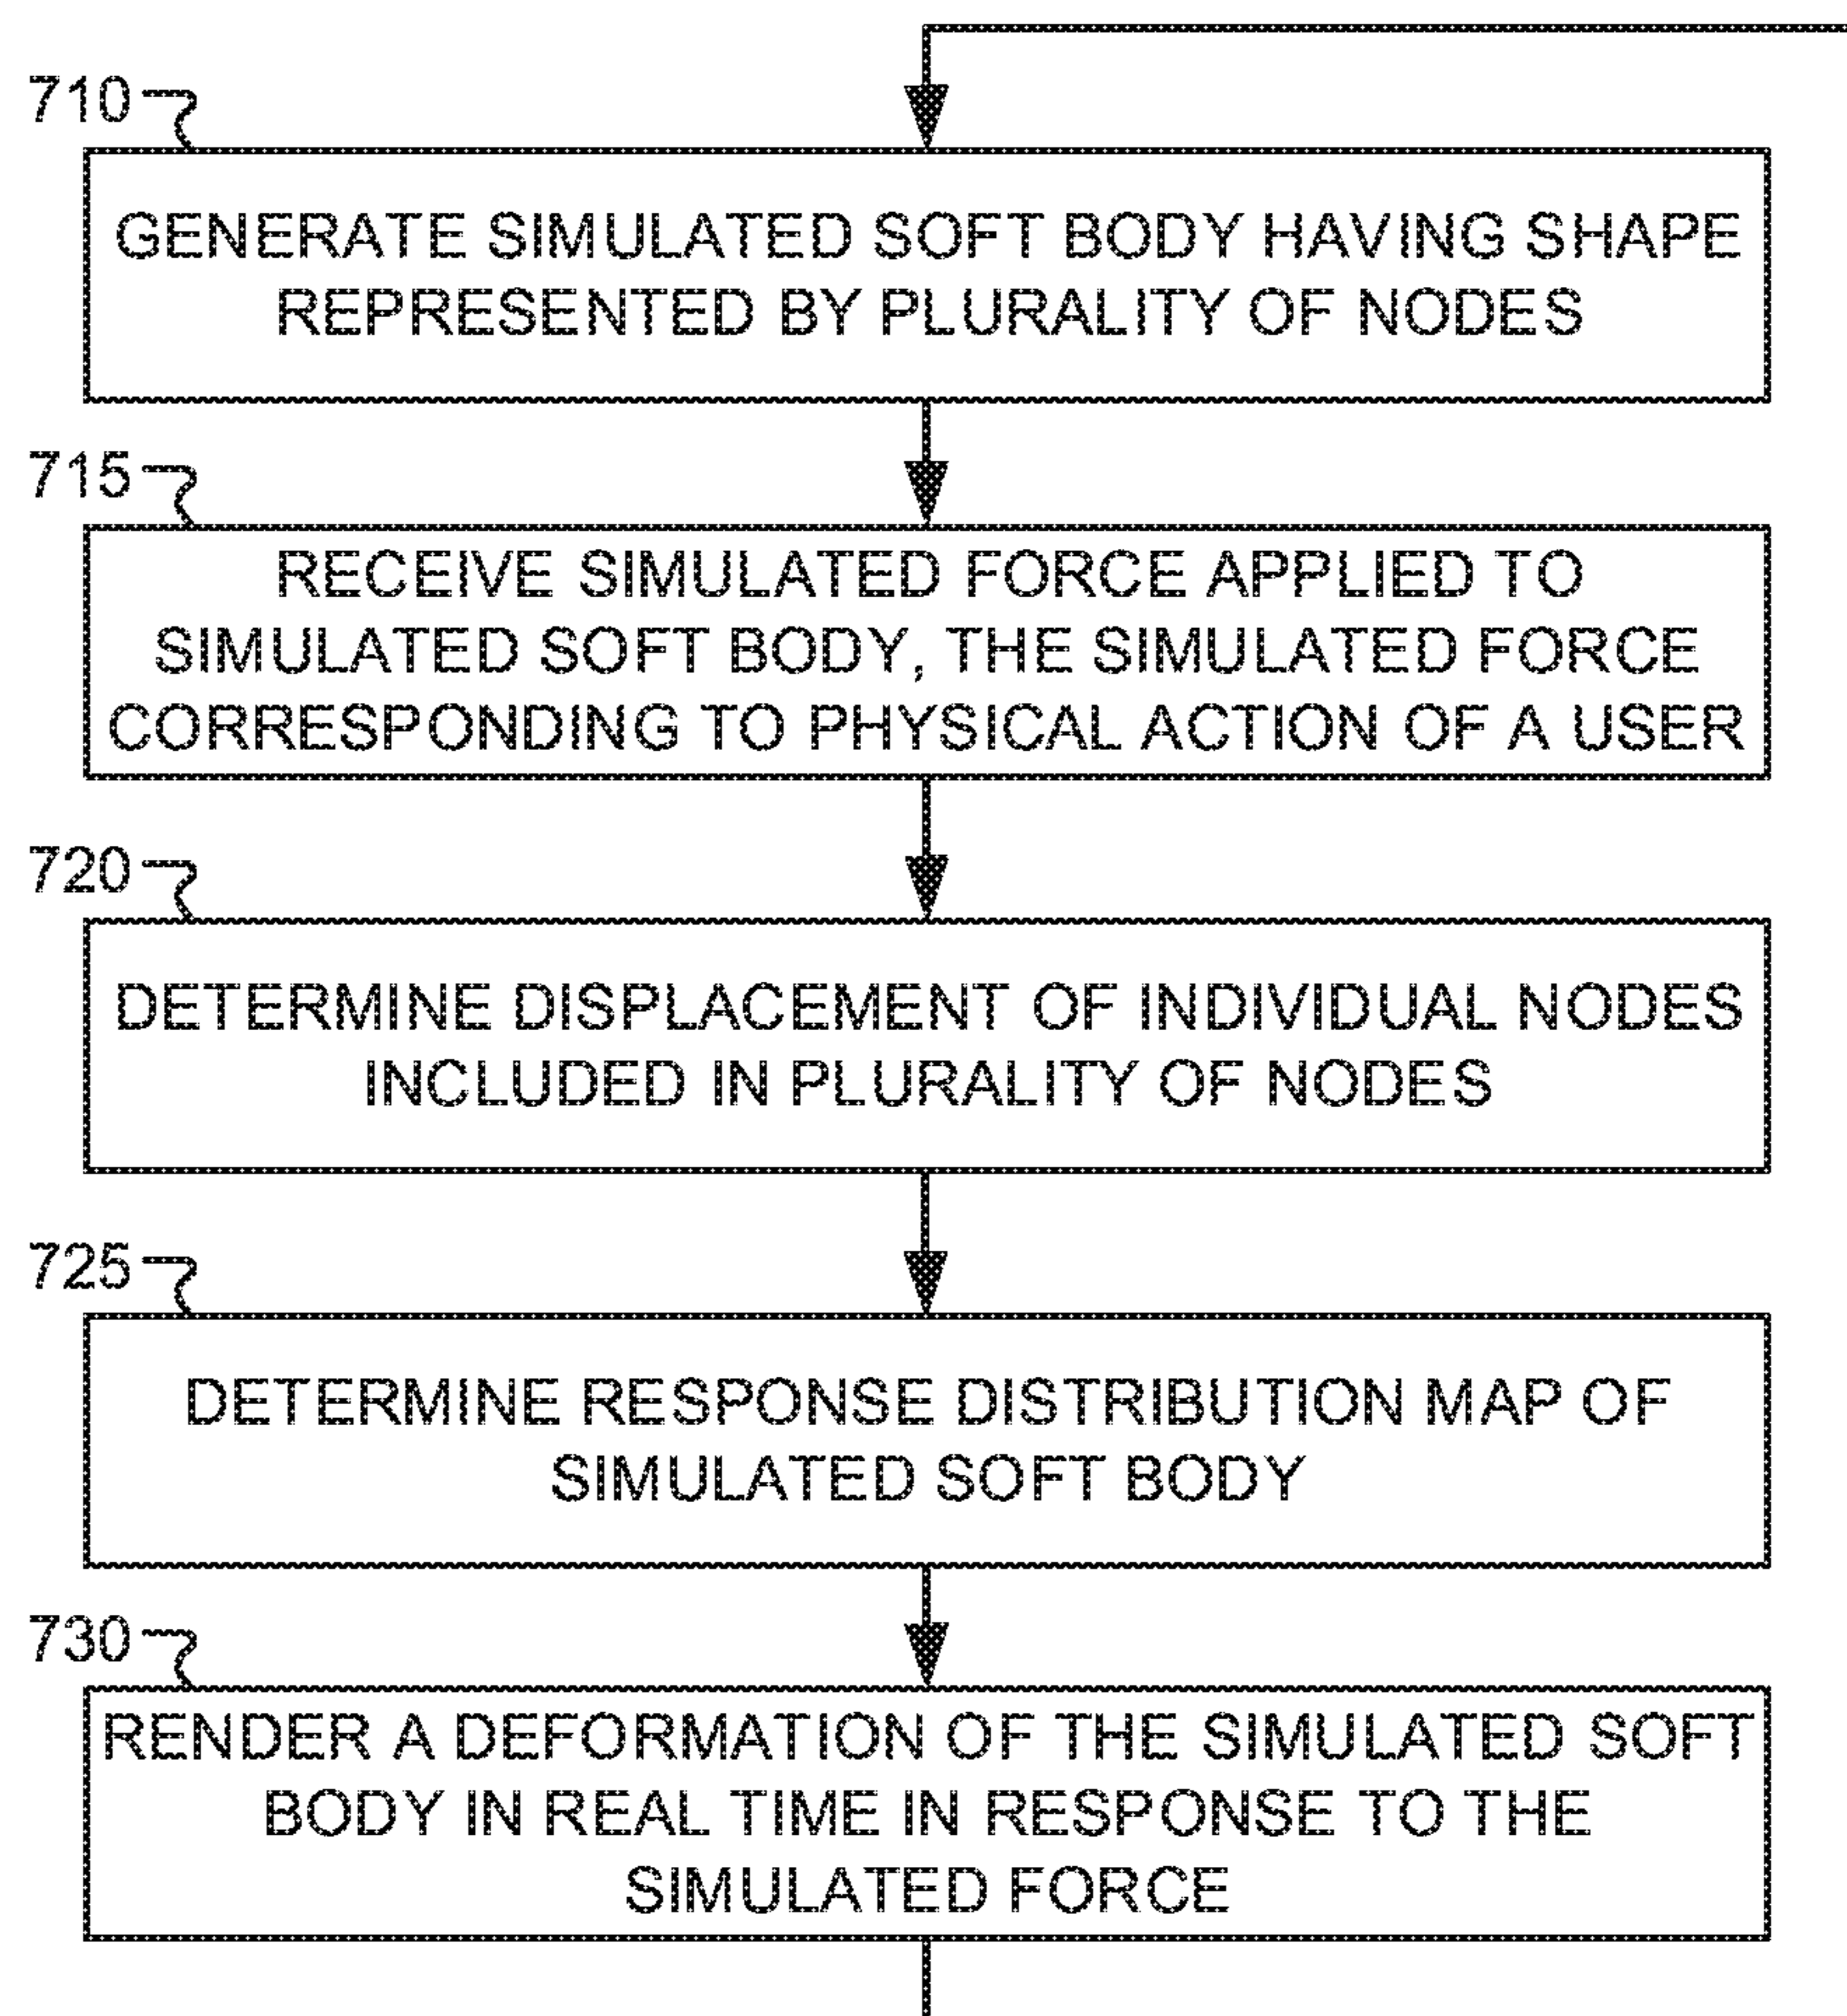 710
GENERATE SIMULATED SOFT BODY HAVING SHAPE
REPRESENTED BY PLURALITY OF NODES
715
RECEIVE SIMULATED FORCE APPLIED TO
SIMULATED SOFT BODY, THE SIMULATED FORCE
CORRESPONDING TO PHYSICAL ACTION OF A USER
720
DETERMINE DISPLACEMENT OF INDIVIDUAL NODES
INCLUDED IN PLURALITY OF NODES
725
DETERMINE RESPONSE DISTRIBUTION MAP OF
SIMULATED SOFT BODY
730
RENDER A DEFORMATION OF THE SIMULATED SOFT
BODY IN REAL TIME IN RESPONSE TO THE
SIMULATED FORCE